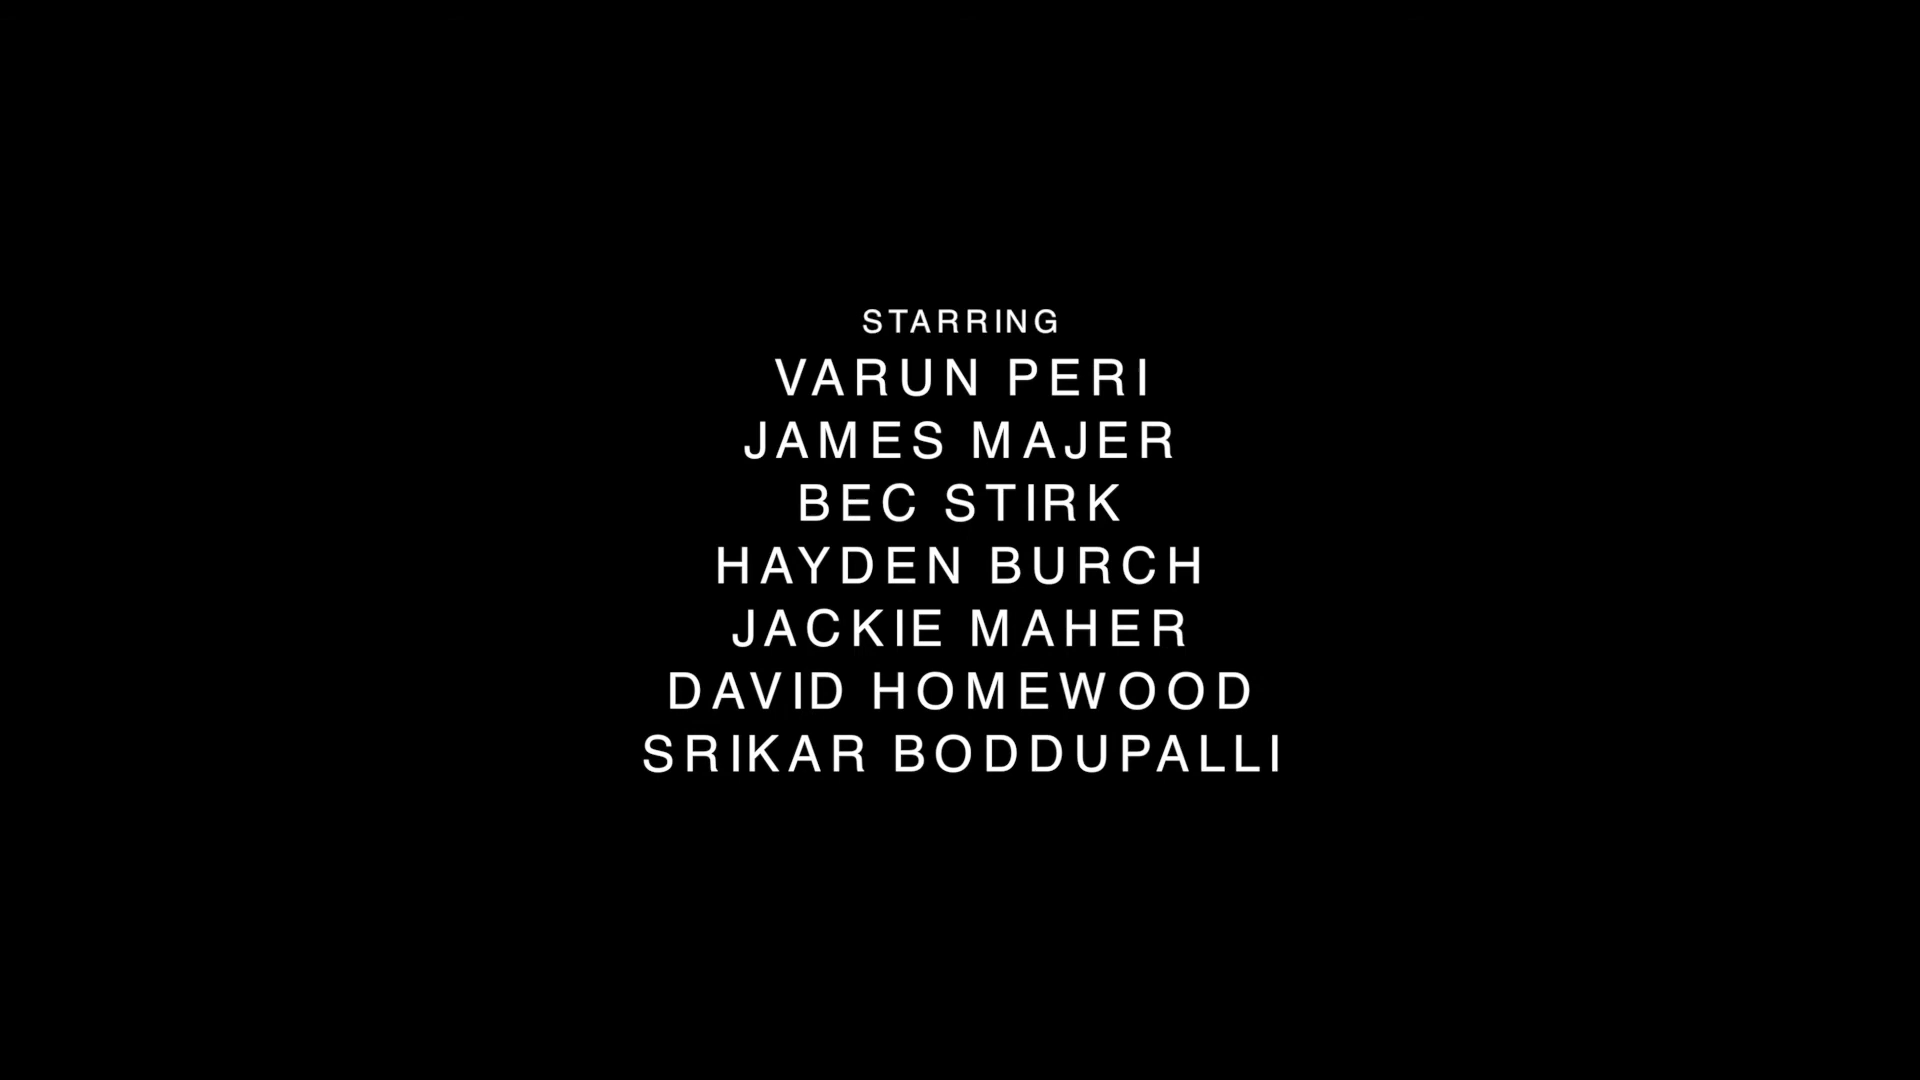 STARRING
VARUN PERI
JAMES MAJER
BEC STIRK
HAYDEN BURCH
JACKIE MAHER
DAVID HOMEWOOD
SRIKAR BODDUPALLI